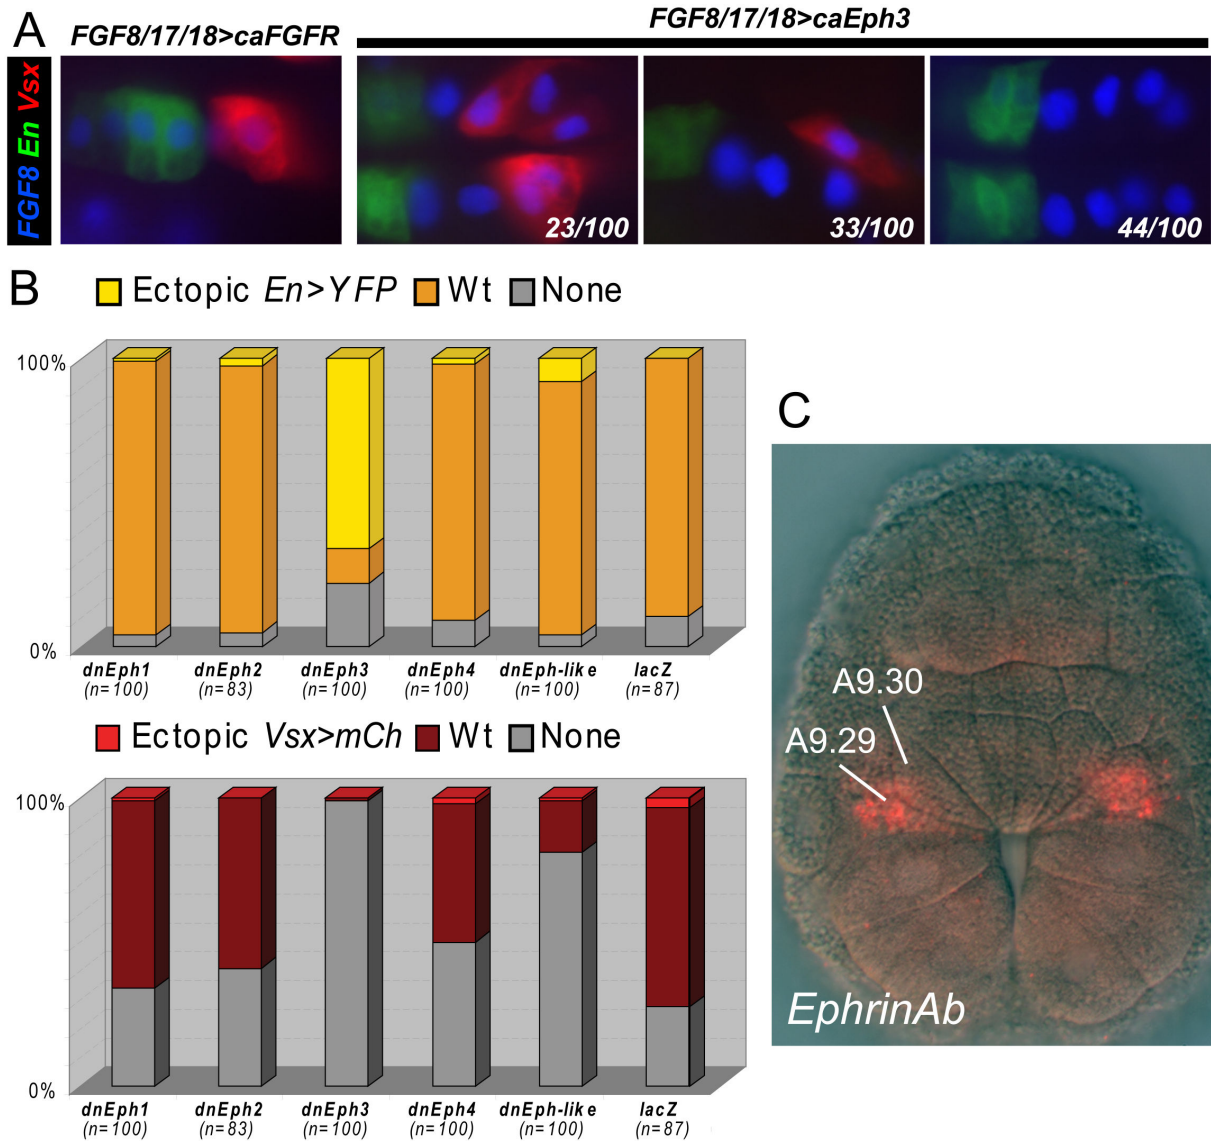 A
FGF8/17/18>caFGFR
FGF8/17/18>caEph3
FGF8 En Vsx
23/100
33/100
44/100
B
Ectopic En>YFP Wt None
100%
0%
dnEph1 dnEph2 dnEph3 dnEph4 dnEph-like lacZ
(n=100) (n=83) (n=100) (n=100) (n=100) (n=87)
Ectopic Vsx>mCh Wt None
100%
0%
dnEph1 dnEph2 dnEph3 dnEph4 dnEph-like lacZ
(n=100) (n=83) (n=100) (n=100) (n=100) (n=87)
C
A9.30
A9.29
EphrinAb